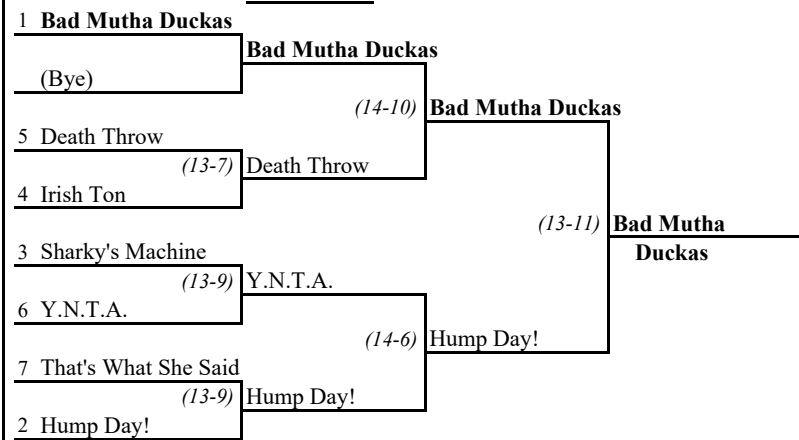 1 Bad Mutha Duckas
Bad Mutha Duckas
(Bye)
(14-10) Bad Mutha Duckas
5 Death Throw
(13-7) Death Throw
4 Irish Ton
(13-11) Bad Mutha
Duckas
3 Sharky's Machine
(13-9) Y.N.T.A.
6 Y.N.T.A.
(14-6) Hump Day!
7 That's What She Said
(13-9) Hump Day!
2 Hump Day!